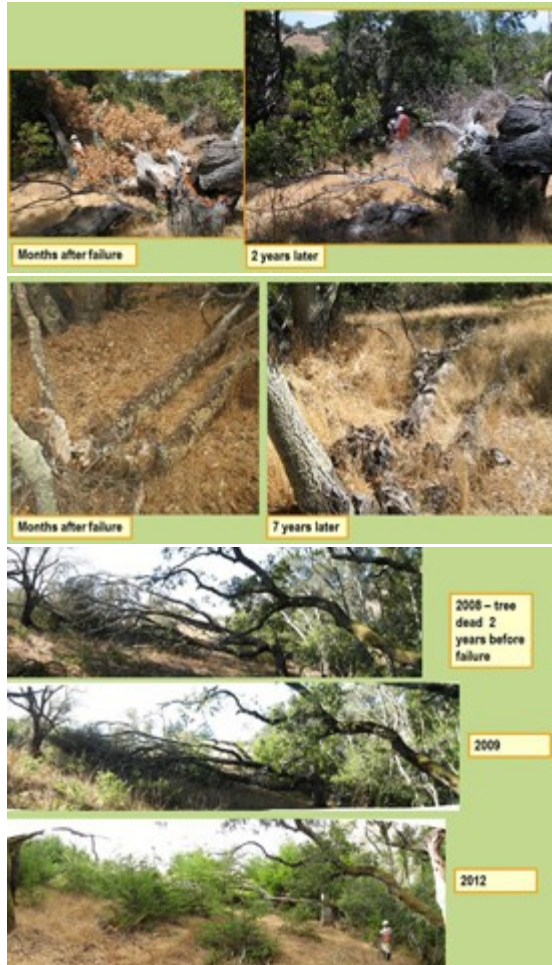 Months after failure
2 years later
Months after failure
7 years later
2008 – tree
dead 2
years before
failure
2009
2012